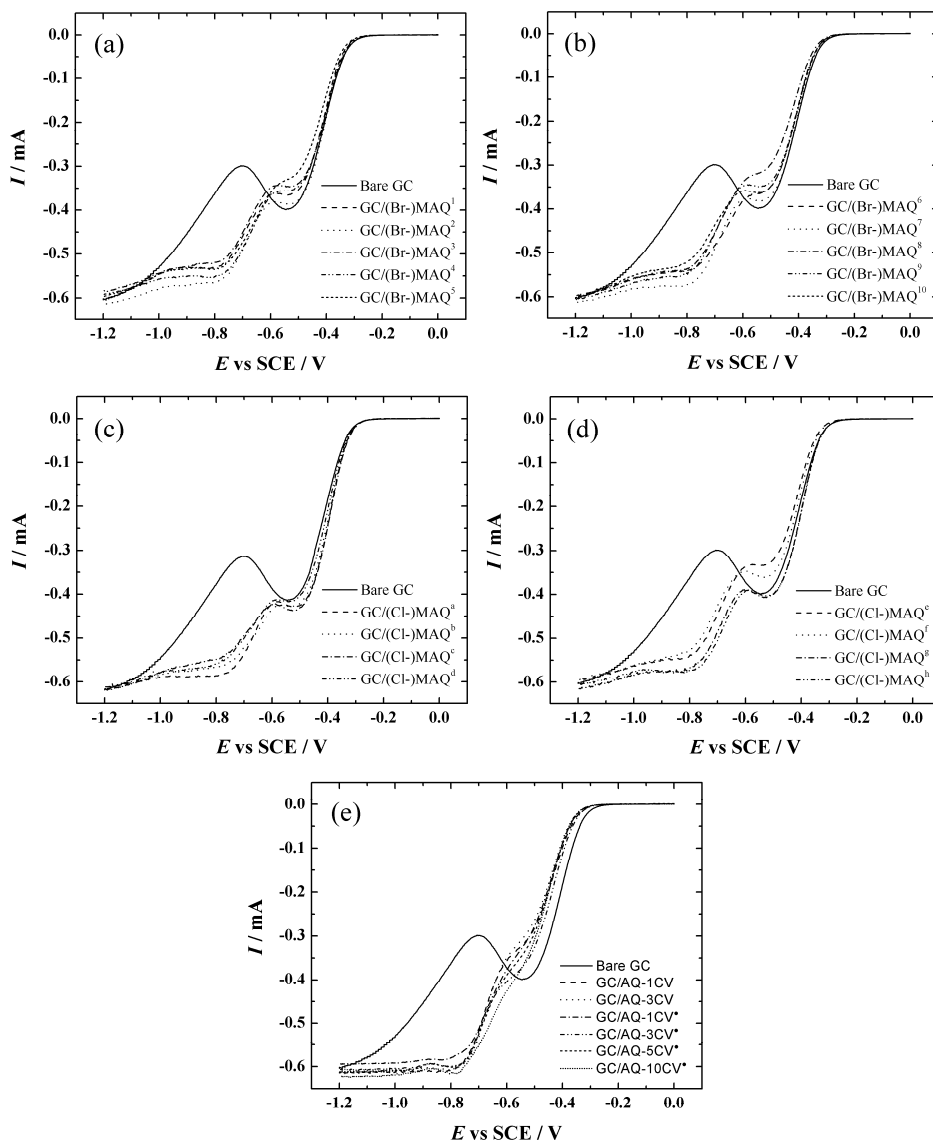 (a)
0.0
-0.1
-0.2
-0.3
-0.4
-0.5
-0.6
I / mA
Bare GC
GC/(Br-)MAQ¹
GC/(Br-)MAQ²
GC/(Br-)MAQ³
GC/(Br-)MAQ⁴
GC/(Br-)MAQ⁵
-1.2 -1.0 -0.8 -0.6 -0.4 -0.2 0.0
E vs SCE / V
(b)
0.0
-0.1
-0.2
-0.3
-0.4
-0.5
-0.6
I / mA
Bare GC
GC/(Br-)MAQ⁶
GC/(Br-)MAQ⁷
GC/(Br-)MAQ⁸
GC/(Br-)MAQ⁹
GC/(Br-)MAQ¹⁰
-1.2 -1.0 -0.8 -0.6 -0.4 -0.2 0.0
E vs SCE / V
(c)
0.0
-0.1
-0.2
-0.3
-0.4
-0.5
-0.6
I / mA
Bare GC
GC/(Cl-)MAQᵃ
GC/(Cl-)MAQᵇ
GC/(Cl-)MAQᶜ
GC/(Cl-)MAQᵈ
-1.2 -1.0 -0.8 -0.6 -0.4 -0.2 0.0
E vs SCE / V
(d)
0.0
-0.1
-0.2
-0.3
-0.4
-0.5
-0.6
I / mA
Bare GC
GC/(Cl-)MAQᵉ
GC/(Cl-)MAQᶠ
GC/(Cl-)MAQᵍ
GC/(Cl-)MAQʰ
-1.2 -1.0 -0.8 -0.6 -0.4 -0.2 0.0
E vs SCE / V
(e)
0.0
-0.1
-0.2
-0.3
-0.4
-0.5
-0.6
I / mA
Bare GC
GC/AQ-1CV
GC/AQ-3CV
GC/AQ-1CV•
GC/AQ-3CV•
GC/AQ-5CV•
GC/AQ-10CV•
-1.2 -1.0 -0.8 -0.6 -0.4 -0.2 0.0
E vs SCE / V